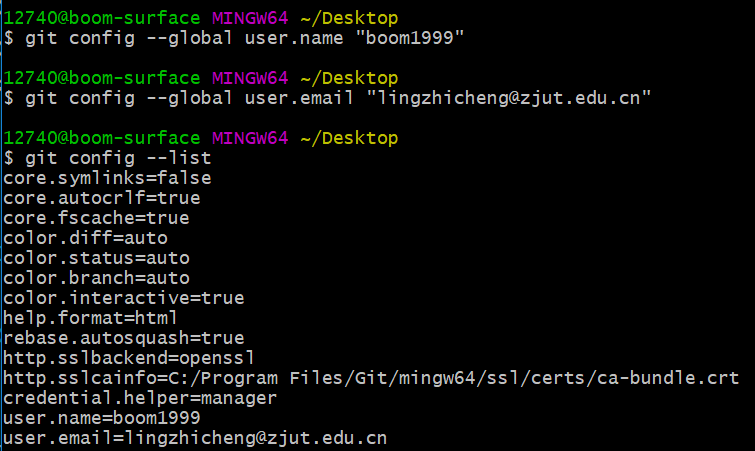 12740@boom-surface MINGW64 ~/Desktop
$ git config --global user.name "boom1999"
12740@boom-surface MINGW64 ~/Desktop
$ git config --global user.email "lingzhicheng@zjut.edu.cn"
12740@boom-surface MINGW64 ~/Desktop
$ git config --list
core.symlinks=false
core.autocrlf=true
core.fscache=true
color.diff=auto
color.status=auto
color.branch=auto
color.interactive=true
help.format=html
rebase.autosquash=true
http.sslbackend=openssl
http.sslcainfo=C:/Program Files/Git/mingw64/ssl/certs/ca-bundle.crt
credential.helper=manager
user.name=boom1999
user.email=lingzhicheng@zjut.edu.cn